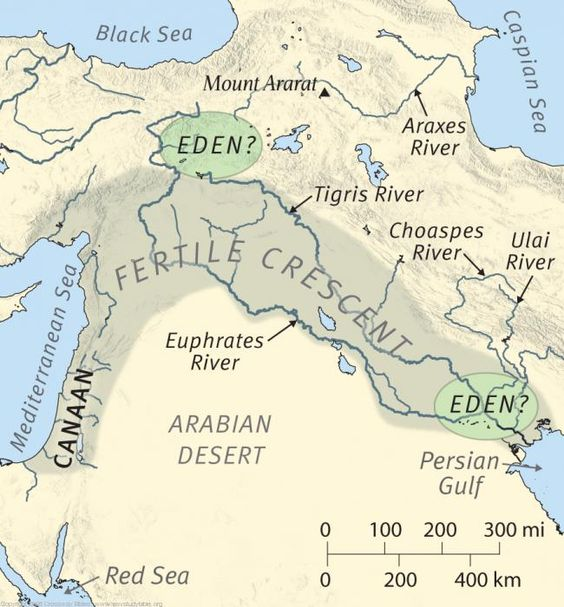 Black Sea
Caspian Sea
Mount Ararat
Araxes
River
EDEN?
Tigris River
Choaspes
River
Ulai
River
FERTILE CRESCENT
Mediterranean Sea
Euphrates
River
CANAAN
EDEN?
ARABIAN
DESERT
Persian
Gulf
0 100 200 300 mi
0 200 400 km
Red Sea